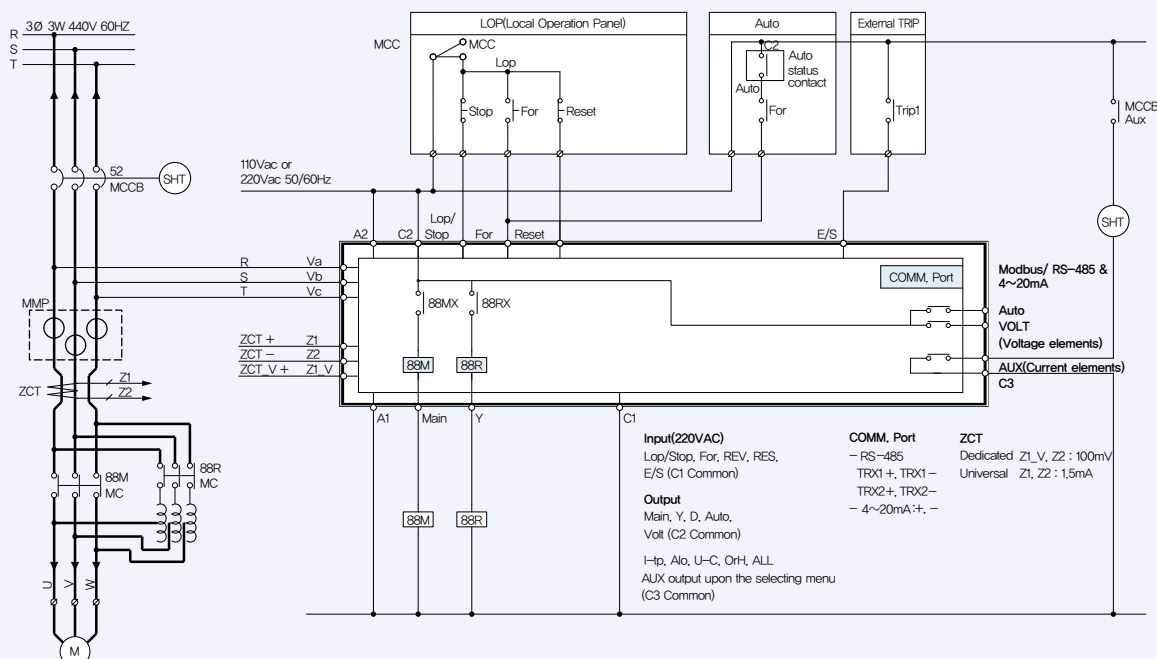 LOP(Local Operation Panel)
Auto
External TRIP
3Ø 3W 440V 60HZ
R
S
T
MCC
MCC
Lop
Stop
For
Reset
C2
Auto
status
contact
Auto
For
Trip1
MCCB
Aux
52
MCCB
SHT
110Vac or
220Vac 50/60Hz
SHT
A2
C2
Lop/
Stop
For
Reset
E/S
R
Va
S
Vb
T
Vc
COMM. Port
Modbus/ RS-485 &
4~20mA
88MX
88RX
Auto
VOLT
(Voltage elements)
MMP
ZCT +
Z1
ZCT -
Z2
ZCT_V +
Z1_V
88M
88R
AUX(Current elements)
C3
ZCT
Z1
Z2
A1
Main
Y
C1
Input(220VAC)
Lop/Stop, For, REV, RES,
E/S (C1 Common)
Output
Main, Y, D, Auto,
Volt (C2 Common)
I-tp, Alo, U-C, OrH, ALL
AUX output upon the selecting menu
(C3 Common)
COMM. Port
- RS-485
TRX1+, TRX1-
TRX2+, TRX2-
- 4~20mA:+, -
ZCT
Dedicated Z1_V, Z2 : 100mV
Universal Z1, Z2 : 1.5mA
88M
MC
88R
MC
88M
88R
U
V
W
M